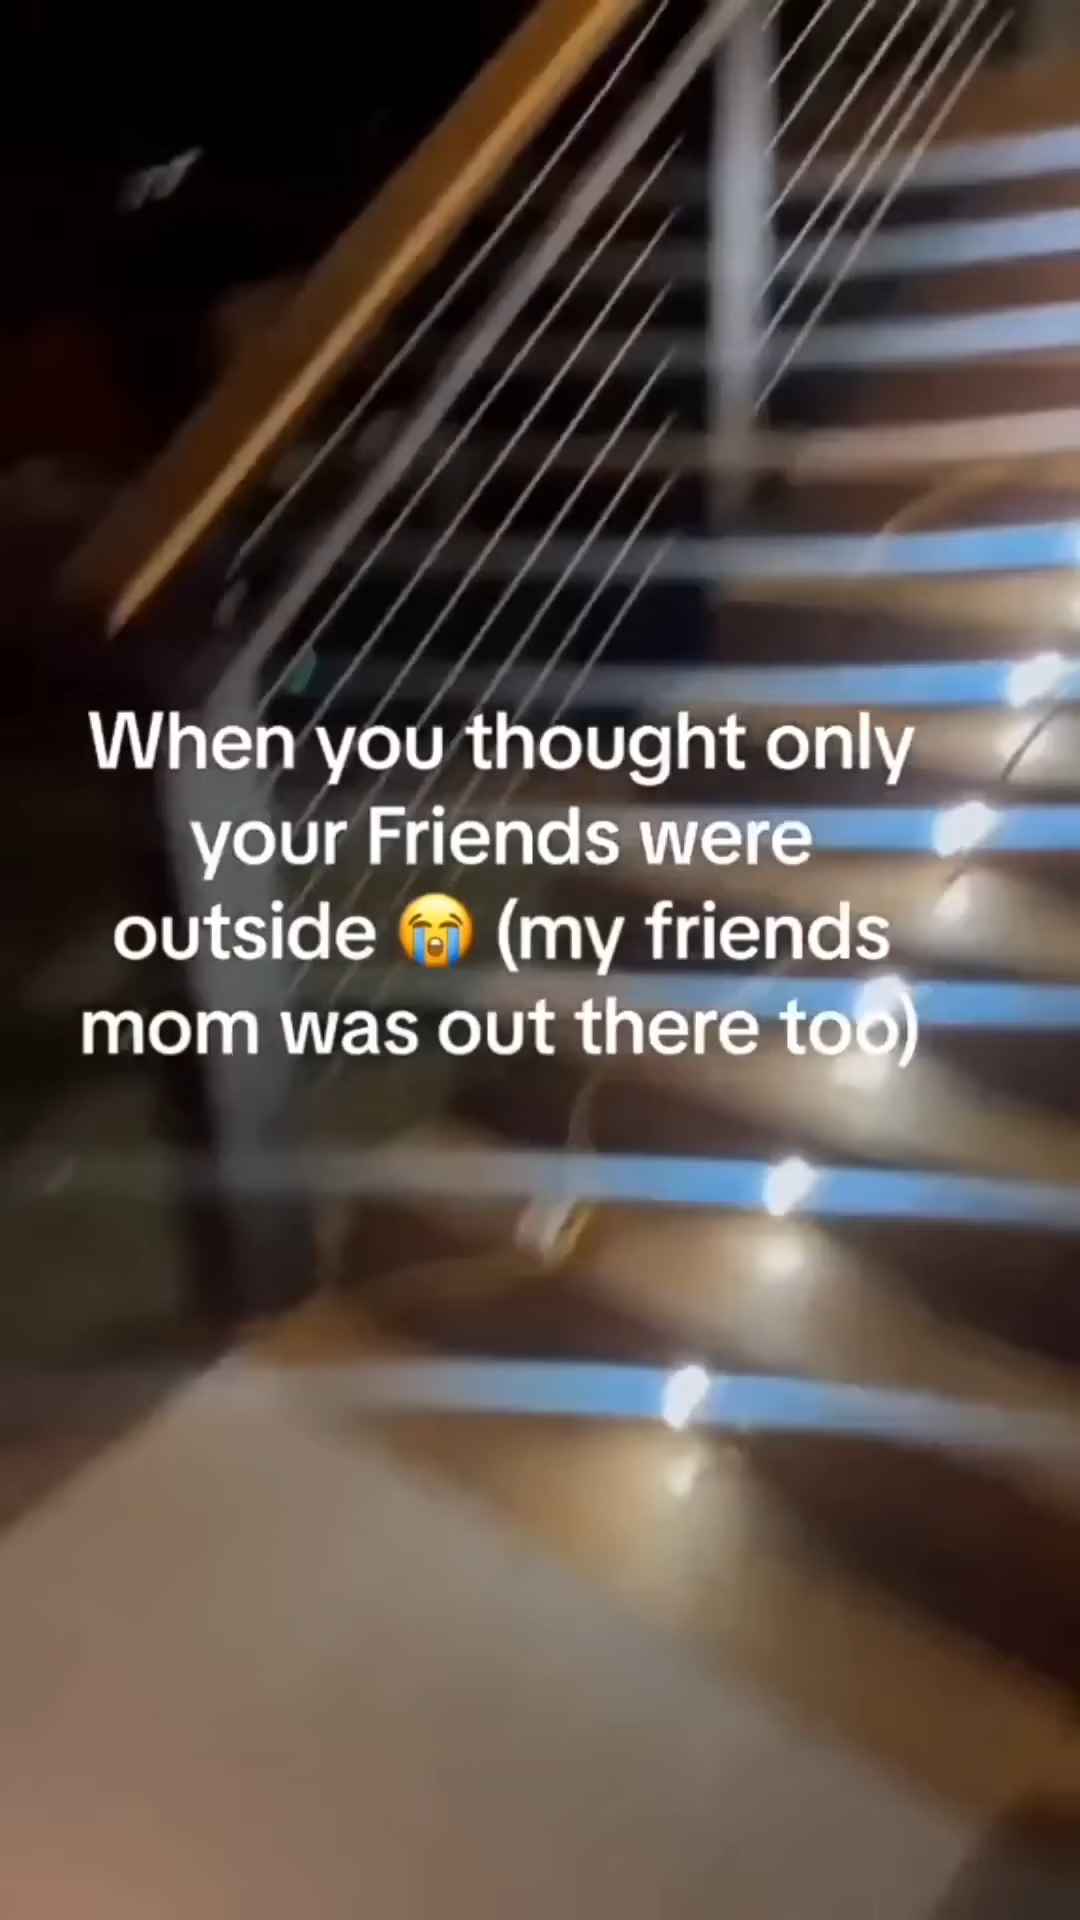 When you thought only
your Friends were
outside 😭 (my friends
mom was out there too)